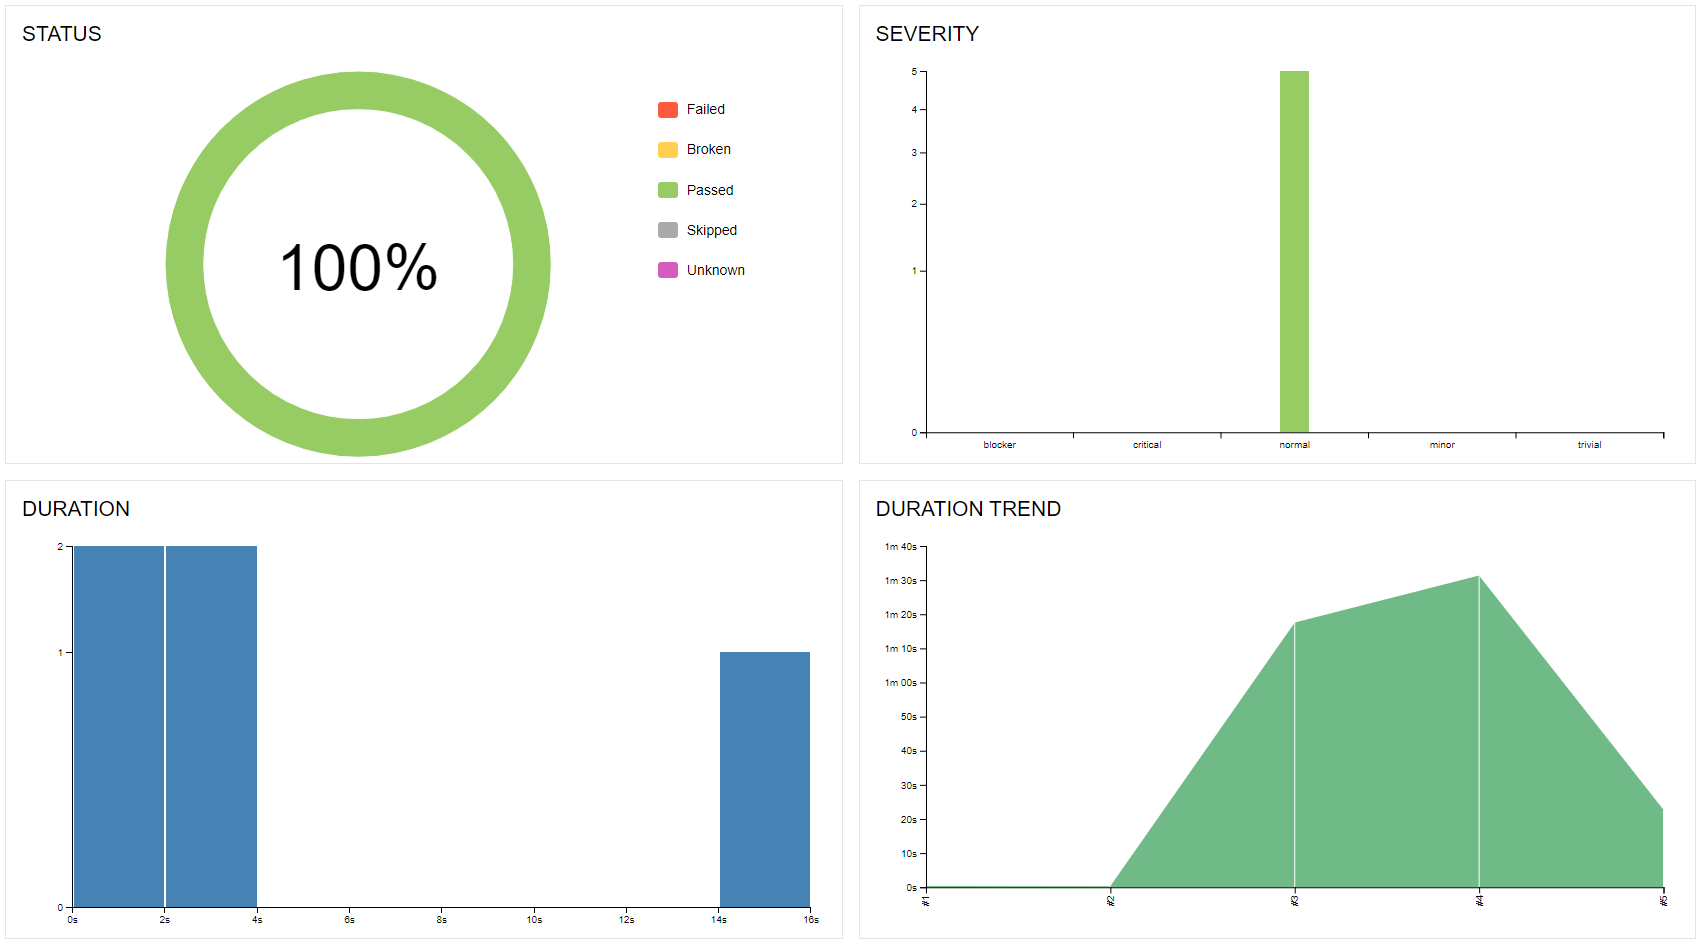 STATUS
100%
Failed
Broken
Passed
Skipped
Unknown
SEVERITY
5
4
3
2
1
0
blocker critical normal minor trivial
DURATION
2
1
0
0s 2s 4s 6s 8s 10s 12s 14s 16s
DURATION TREND
1m 40s
1m 30s
1m 20s
1m 10s
1m 00s
50s
40s
30s
20s
10s
0s
#1 #2 #3 #4 #5